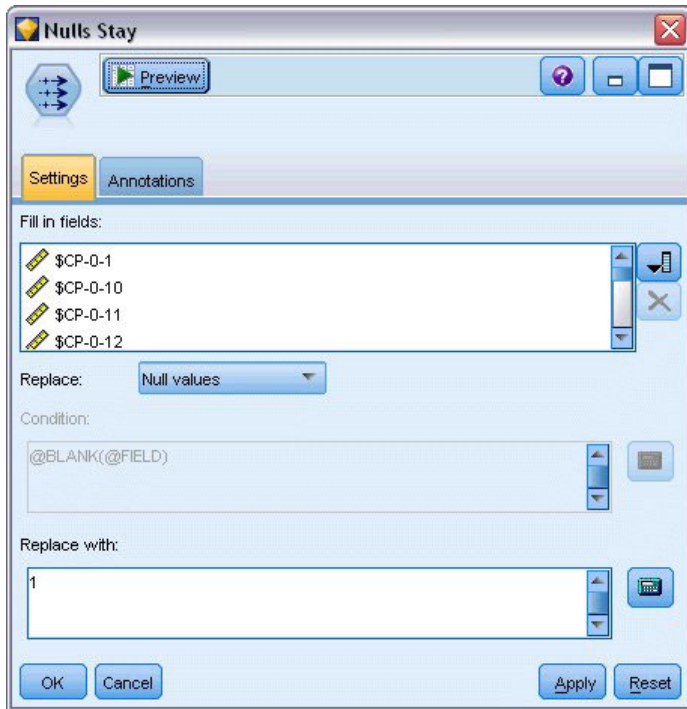 Nulls Stay
Preview
Settings Annotations
Fill in fields:
$CP-0-1
$CP-0-10
$CP-0-11
$CP-0-12
Replace: Null values
Condition:
@BLANK(@FIELD)
Replace with:
1
OK Cancel Apply Reset